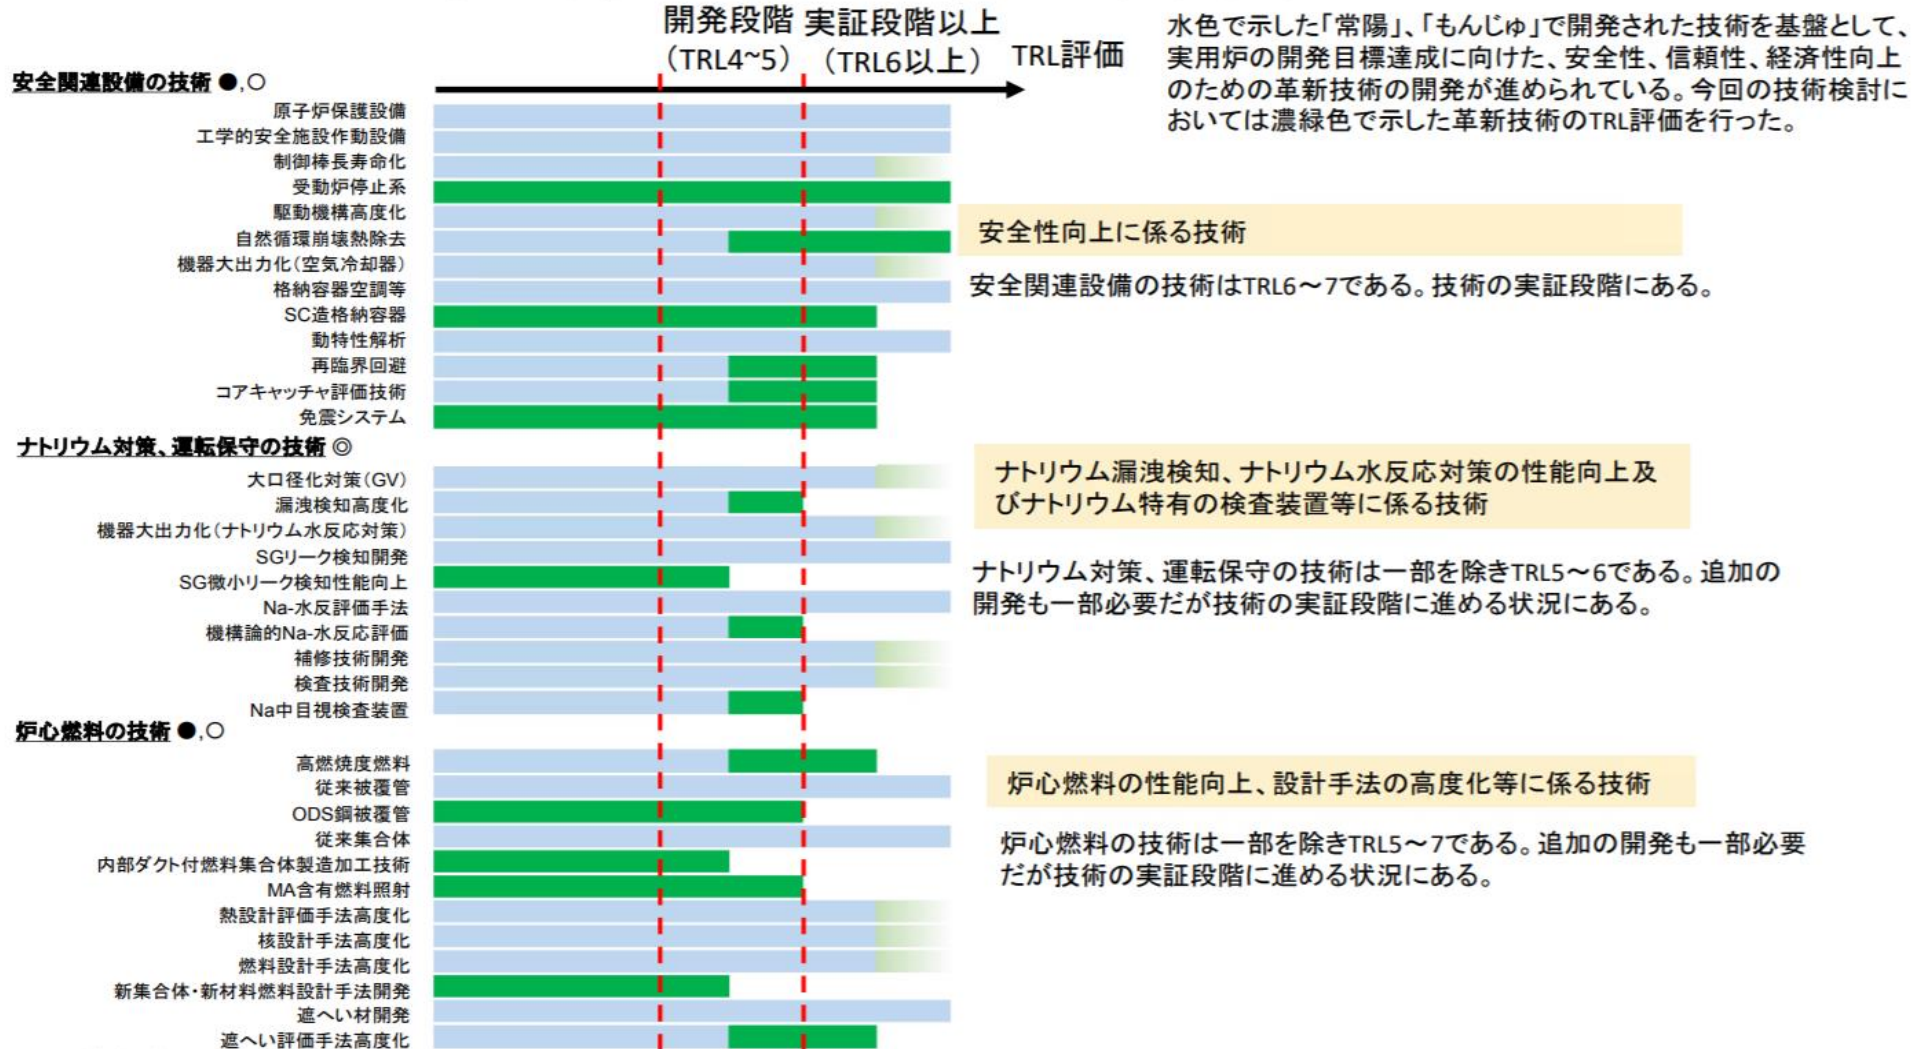 開発段階 実証段階以上
（TRL4~5） （TRL6以上） TRL評価
水色で示した「常陽」、「もんじゅ」で開発された技術を基盤として、
実用炉の開発目標達成に向けた、安全性、信頼性、経済性向上
のための革新技術の開発が進められている。今回の技術検討に
おいては濃緑色で示した革新技術のTRL評価を行った。
安全関連設備の技術 ●,○
原子炉保護設備
工学的安全施設作動設備
制御棒長寿命化
受動炉停止系
駆動機構高度化
自然循環崩壊熱除去
機器大出力化（空気冷却器）
格納容器空調等
SC造格納容器
動特性解析
再臨界回避
コアキャッチャ評価技術
免震システム
安全性向上に係る技術
安全関連設備の技術はTRL6～7である。技術の実証段階にある。
ナトリウム対策、運転保守の技術 ◎
大口径化対策（GV）
漏洩検知高度化
機器大出力化（ナトリウム水反応対策）
SGリーク検知開発
SG微小リーク検知性能向上
Na-水反評価手法
機構論的Na-水反応評価
補修技術開発
検査技術開発
Na中目視検査装置
ナトリウム漏洩検知、ナトリウム水反応対策の性能向上及
びナトリウム特有の検査装置等に係る技術
ナトリウム対策、運転保守の技術は一部を除きTRL5～6である。追加の
開発も一部必要だが技術の実証段階に進める状況にある。
炉心燃料の技術 ●,○
高燃焼度燃料
従来被覆管
ODS鋼被覆管
従来集合体
内部ダクト付燃料集合体製造加工技術
MA含有燃料照射
熱設計評価手法高度化
核設計手法高度化
燃料設計手法高度化
新集合体・新材料燃料設計手法開発
遮へい材開発
遮へい評価手法高度化
炉心燃料の性能向上、設計手法の高度化等に係る技術
炉心燃料の技術は一部を除きTRL5～7である。追加の開発も一部必要
だが技術の実証段階に進める状況にある。